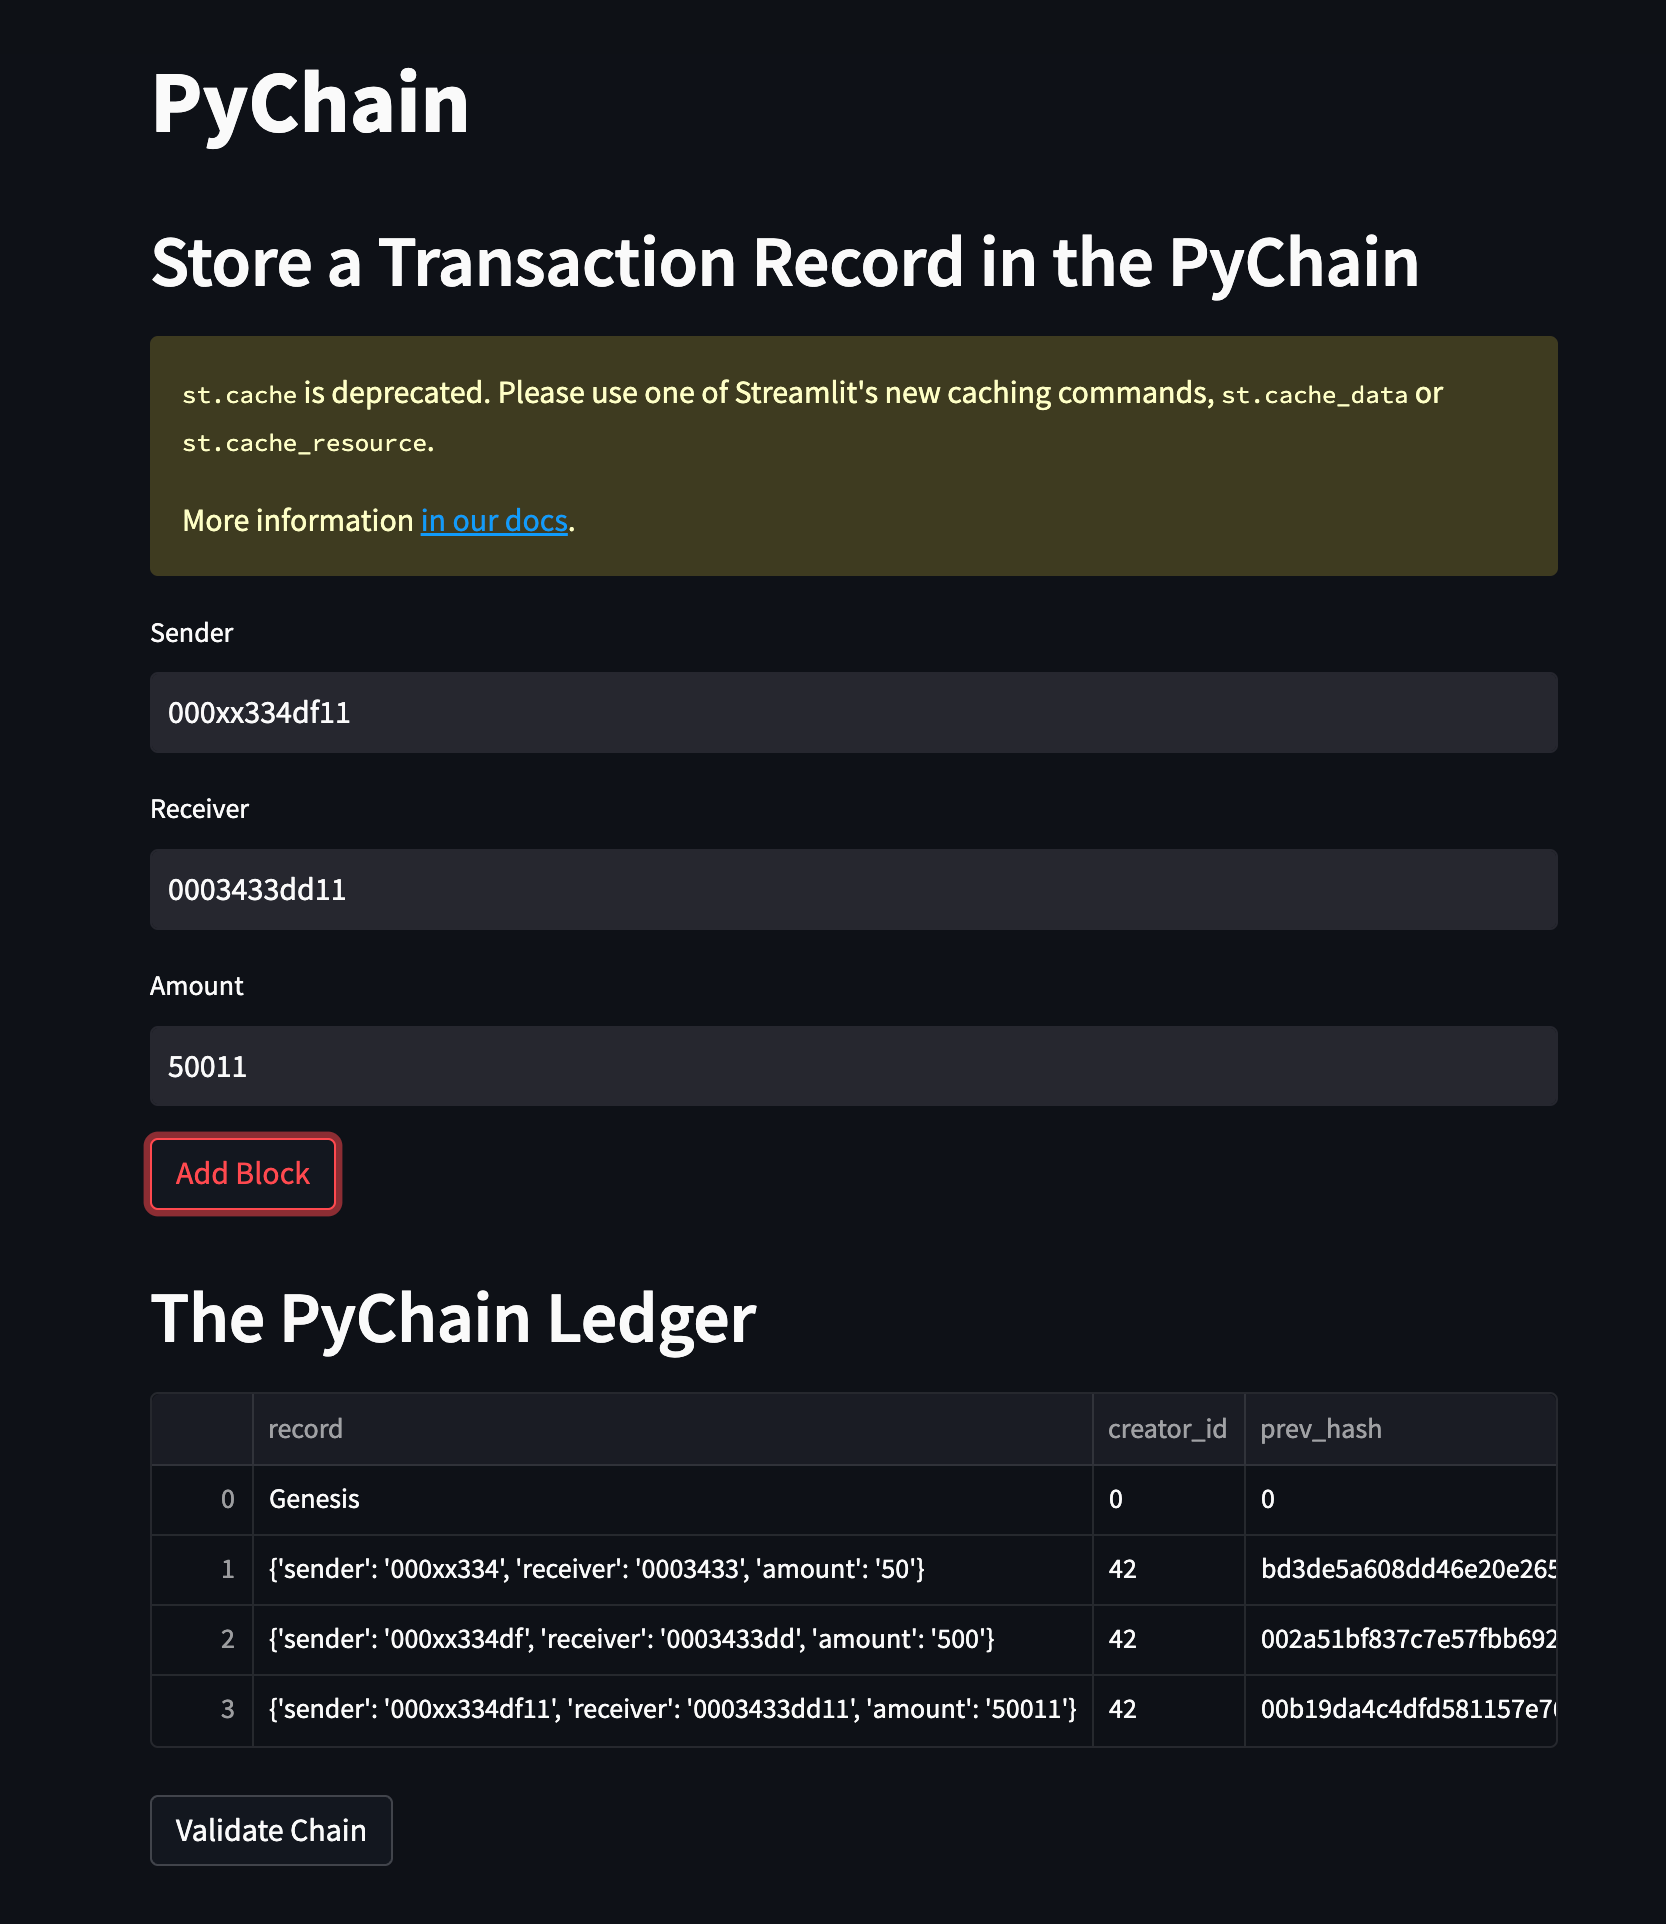 PyChain
Store a Transaction Record in the PyChain
st.cache is deprecated. Please use one of Streamlit's new caching commands, st.cache_data or
st.cache_resource.
More information in our docs.
Sender
000xx334df11
Receiver
0003433dd11
Amount
50011
Add Block
The PyChain Ledger
record creator_id prev_hash
0 Genesis 0 0
1 {'sender': '000xx334', 'receiver': '0003433', 'amount': '50'} 42 bd3de5a608dd46e20e265
2 {'sender': '000xx334df', 'receiver': '0003433dd', 'amount': '500'} 42 002a51bf837c7e57fbb692
3 {'sender': '000xx334df11', 'receiver': '0003433dd11', 'amount': '50011'} 42 00b19da4c4dfd581157e7
Validate Chain